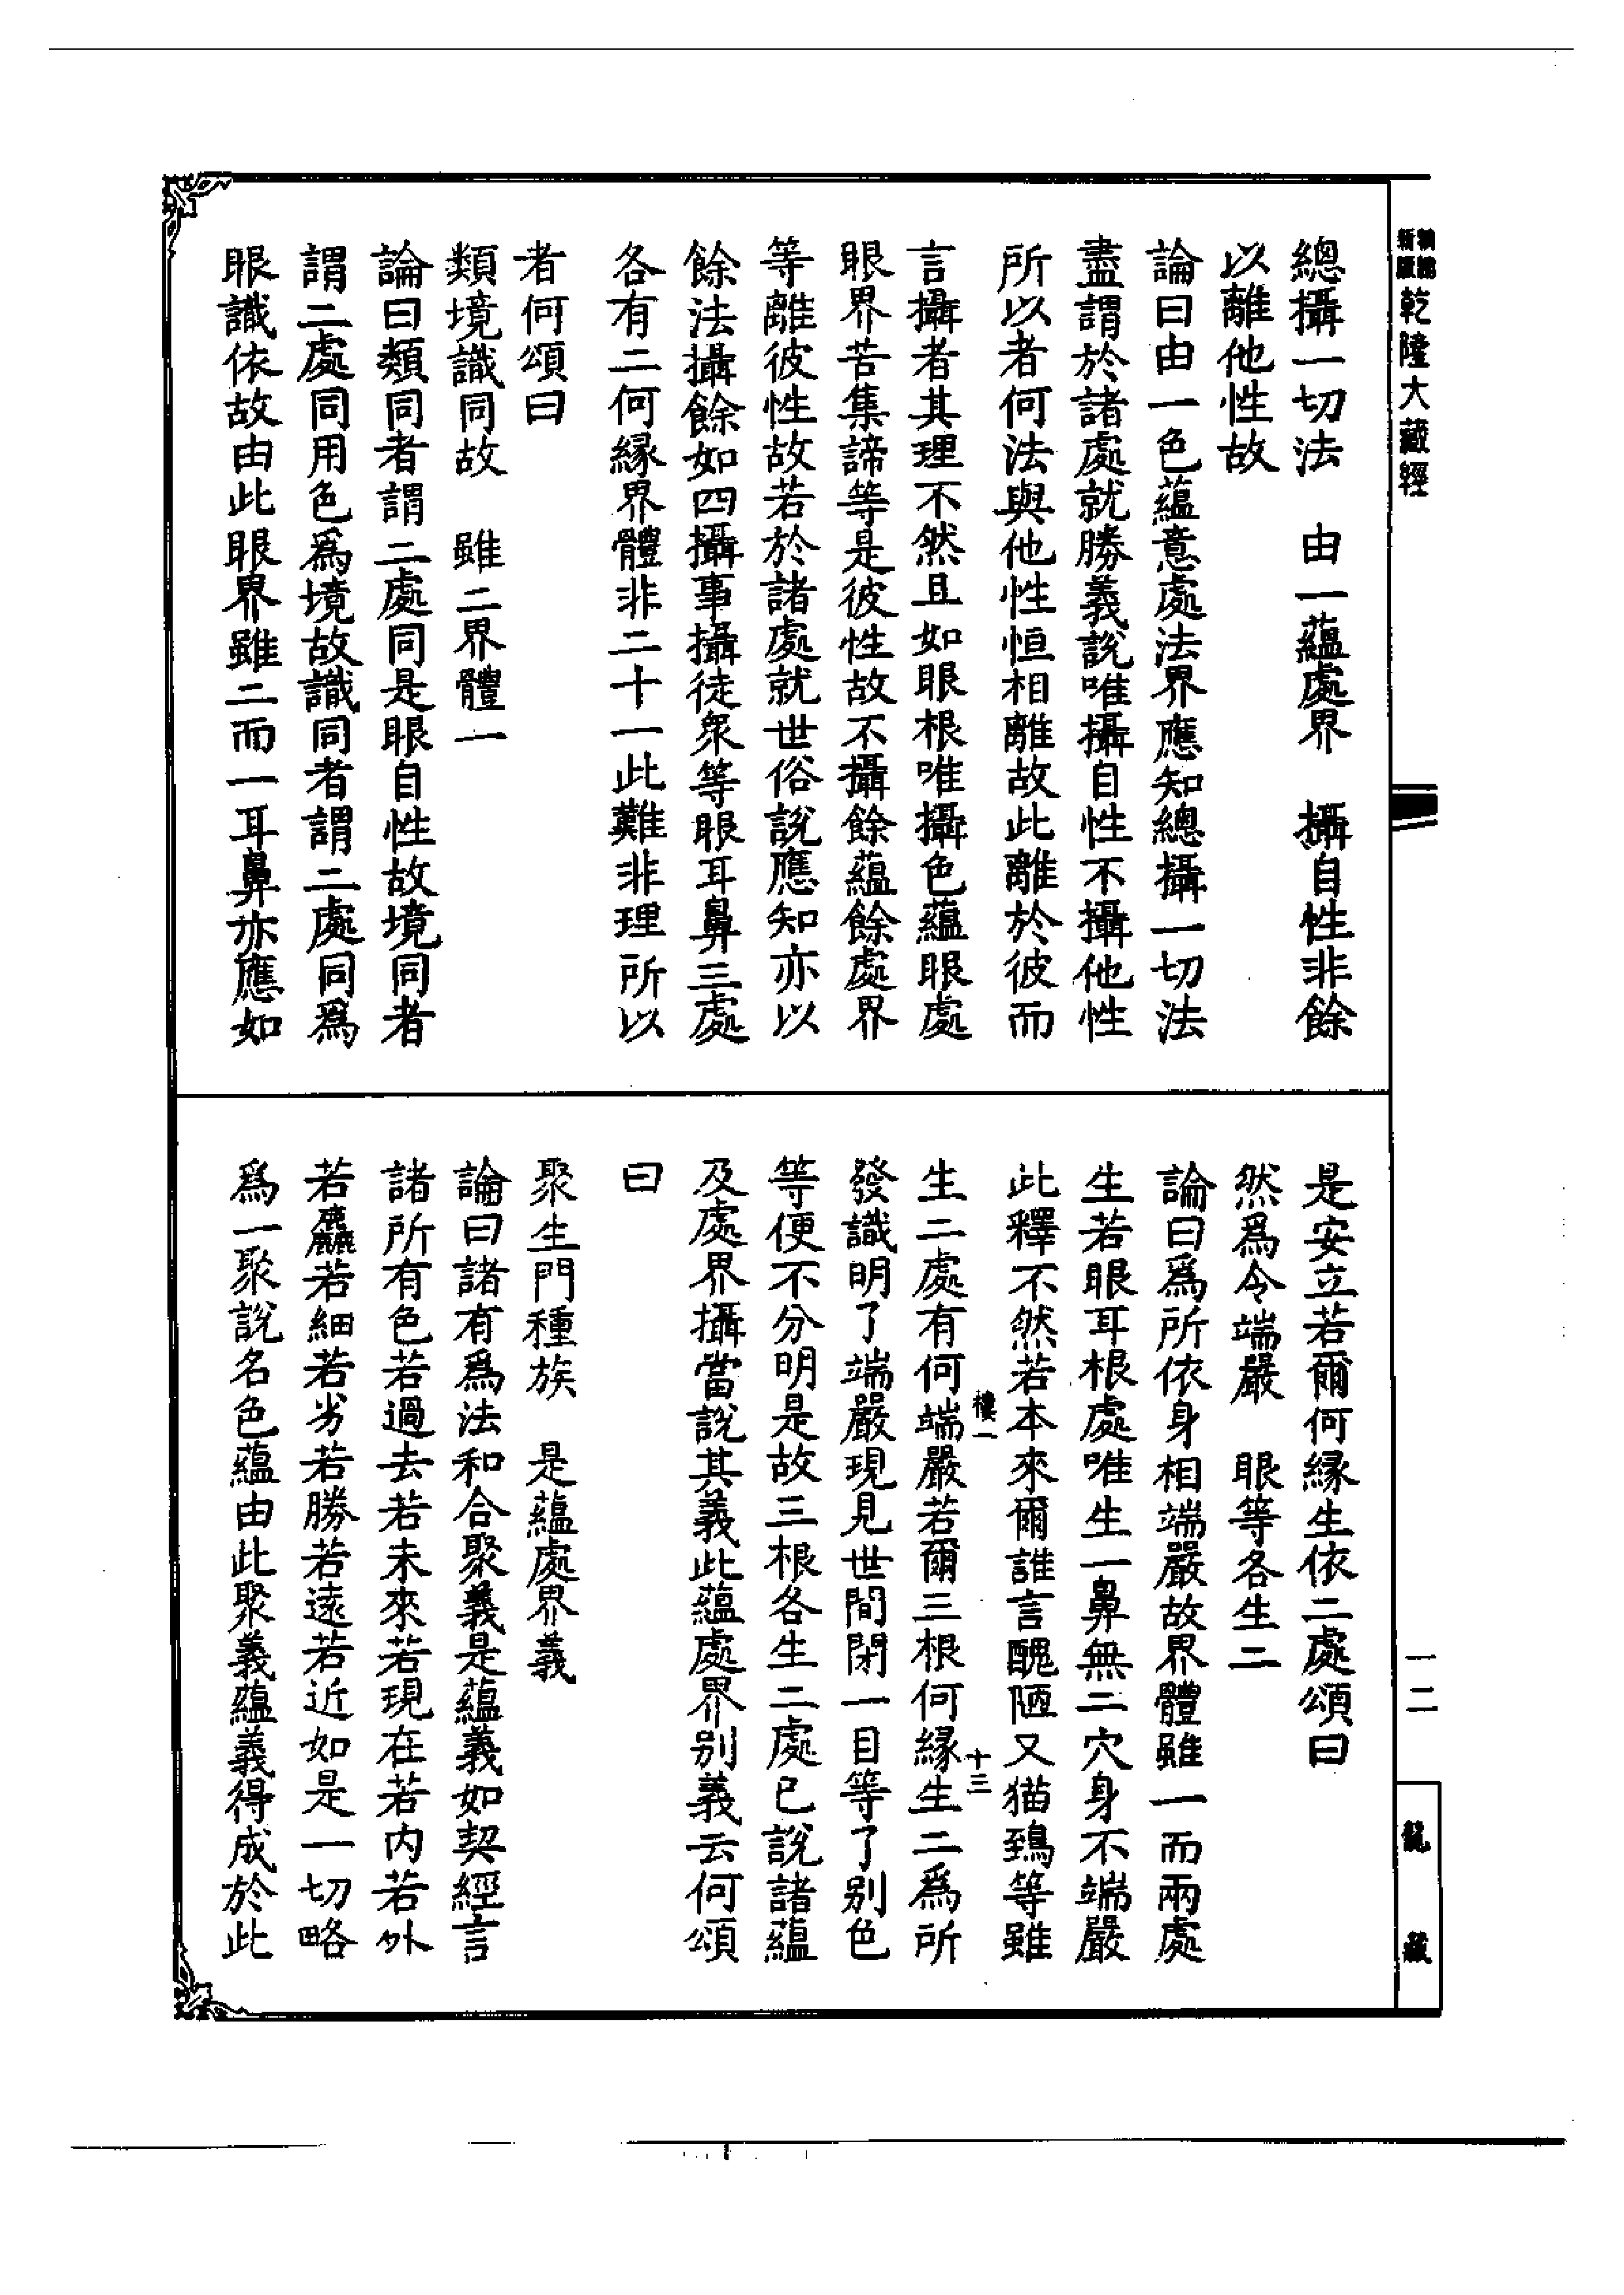 新編縮版乾隆大藏經
總攝一切法　由一蘊處界　攝自性非餘
以離他性故
論曰由一色蘊意處法界應知總攝一切法
盡謂於諸處就勝義說唯攝自性不攝他性
所以者何法與他性恒相離故此離於彼而
言攝者其理不然且如眼根唯攝色蘊眼處
眼界苦集諦等是彼性故不攝餘蘊餘處界
等離彼性故若於諸處就世俗說應知亦以
餘法攝餘如四攝事攝徒衆等眼耳鼻三處
各有二何緣界體非二十一此難非理所以
者何頌曰
類境識同故　雖二界體一
論曰類同者謂二處同是眼自性故境同者
謂二處同用色爲境故識同者謂二處同爲
眼識依故由此眼界雖二而一耳鼻亦應如
是安立若爾何緣生依二處頌曰
然爲令端嚴　眼等各生二
論曰爲所依身相端嚴故界體雖一而兩處
生若眼耳根處唯生一鼻無二穴身不端嚴
此釋不然若本來爾誰言醜陋又猫鵄等雖
生二處有何端嚴若爾三根何緣生二爲所
樓一　十三
發識明了端嚴現見世間閉一目等了別色
等便不分明是故三根各生二處已說諸蘊
及處界攝當說其義此蘊處界別義云何頌
曰
聚生門種族　是蘊處界義
論曰諸有爲法和合聚義是蘊義如契經言
諸所有色若過去若未來若現在若内若外
若麤若細若劣若勝若遠若近如是一切略
爲一聚說名色蘊由此聚義蘊義得成於此
一二
龍藏